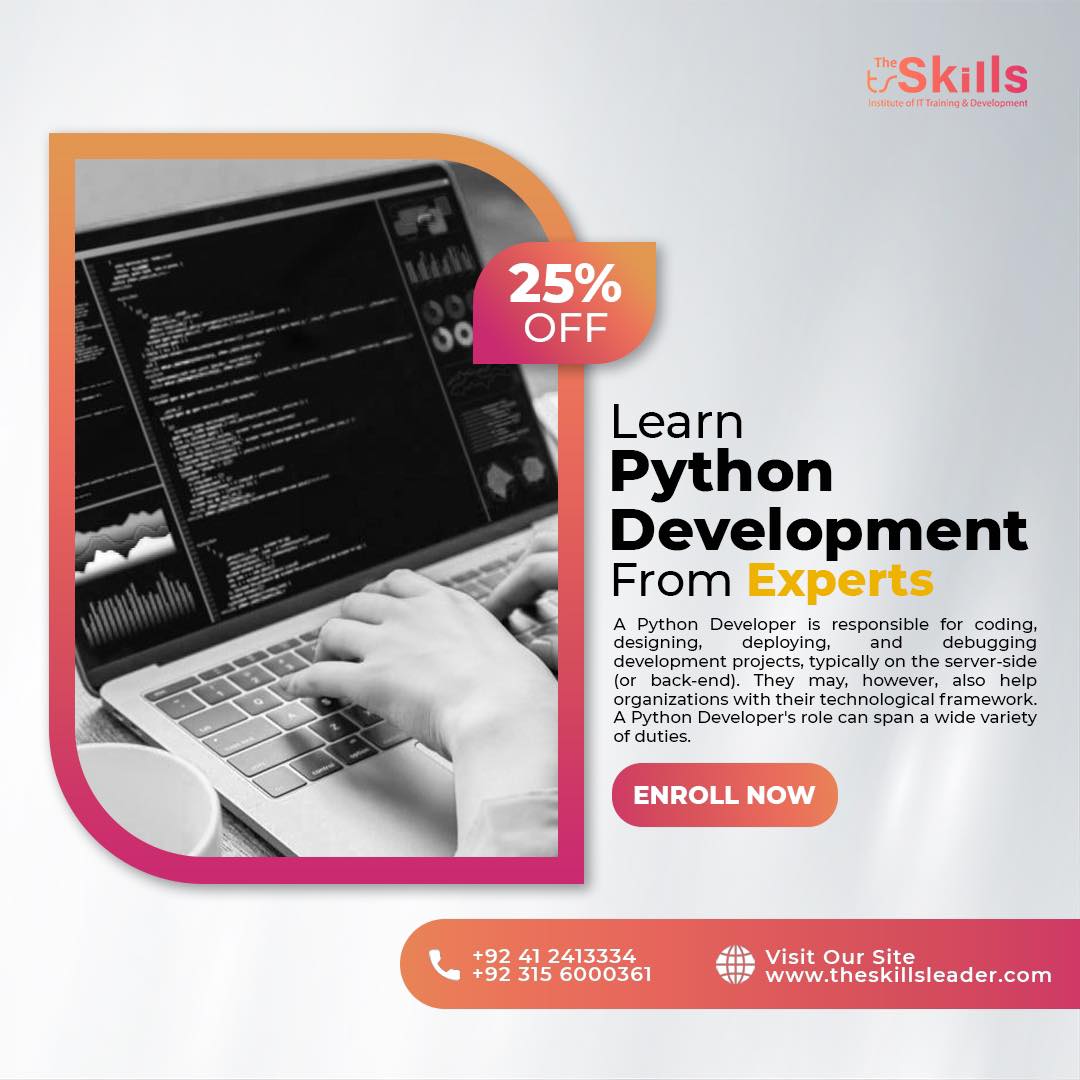 The
ts Skills
Institute of IT Training & Development
25%
OFF
Learn
Python
Development
From Experts
A Python Developer is responsible for coding,
designing, deploying, and debugging
development projects, typically on the server-side
(or back-end). They may, however, also help
organizations with their technological framework.
A Python Developer's role can span a wide variety
of duties.
ENROLL NOW
+92 41 2413334
+92 315 6000361
Visit Our Site
www.theskillsleader.com
control
option